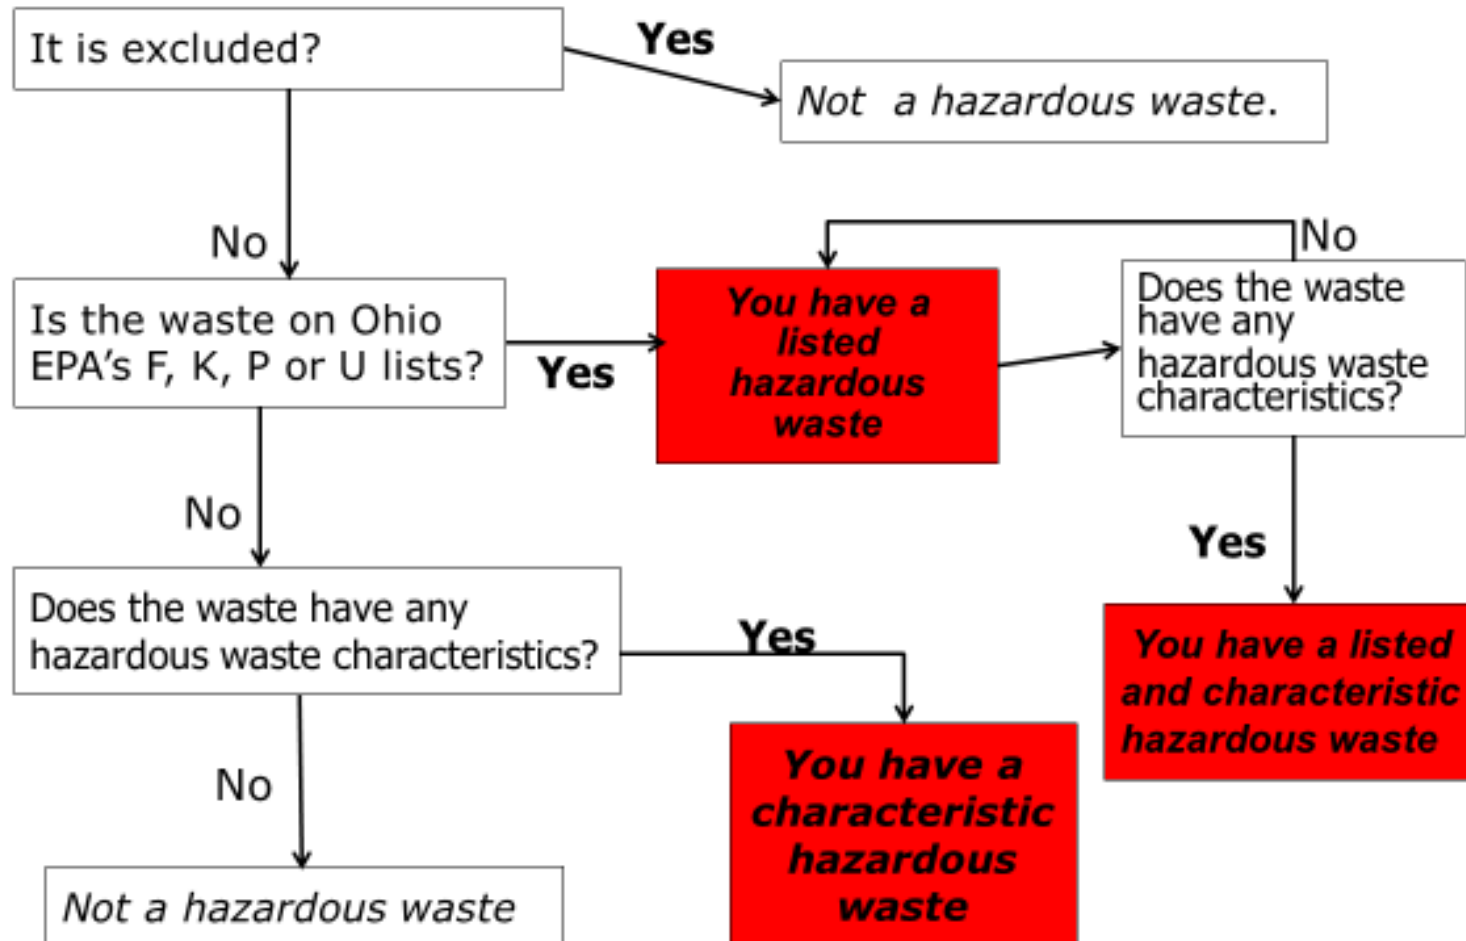 It is excluded?
Yes
Not a hazardous waste.
No
Is the waste on Ohio
EPA's F, K, P or U lists?
Yes
You have a
listed
hazardous
waste
No
Does the waste
have any
hazardous waste
characteristics?
No
Yes
Does the waste have any
hazardous waste characteristics?
Yes
You have a listed
and characteristic
hazardous waste
No
You have a
characteristic
hazardous
waste
Not a hazardous waste